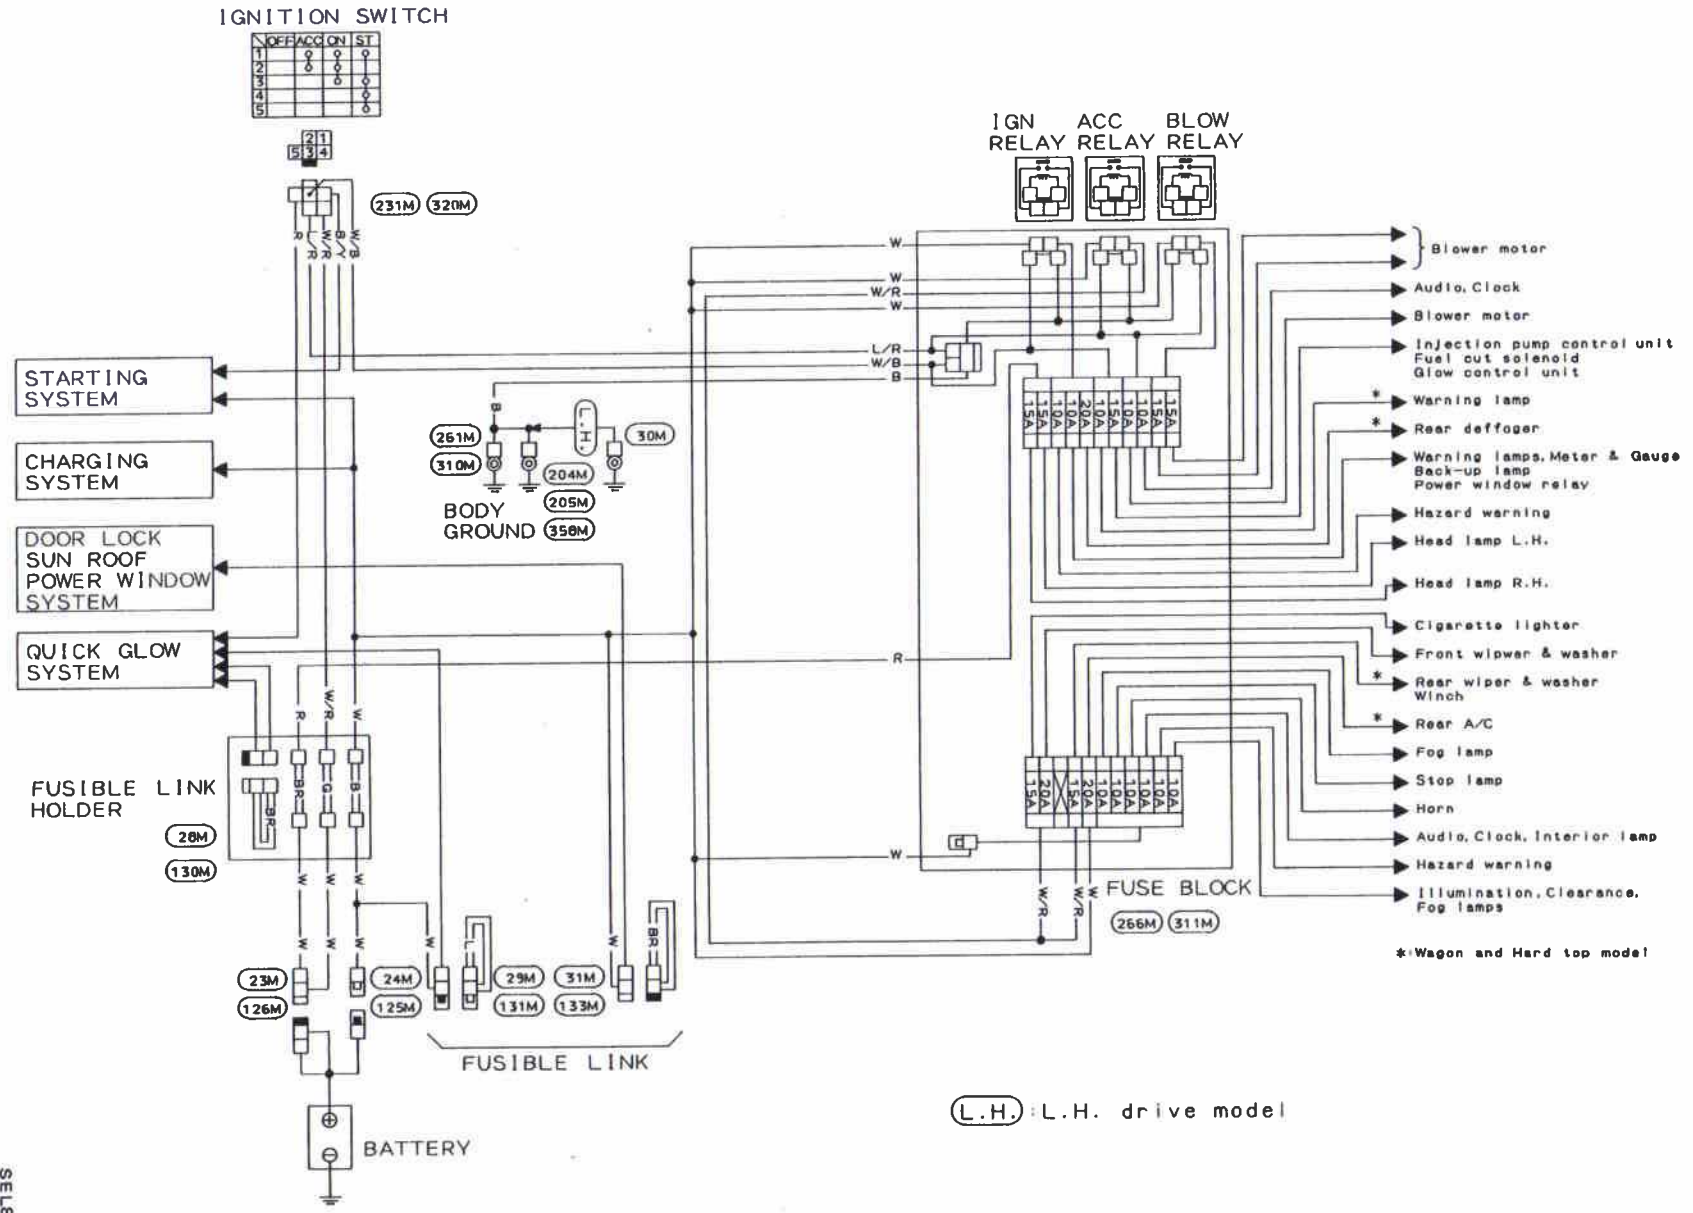 IGNITION SWITCH
OFF ACC ON ST
1
2
3
4
5
2 1
5 3 4
231M 320M
R L/R W/R B/Y W/B
IGN RELAY
ACC RELAY
BLOW RELAY
W
W
W/R
W
L/R
W/B
B
STARTING
SYSTEM
CHARGING
SYSTEM
DOOR LOCK
SUN ROOF
POWER WINDOW
SYSTEM
QUICK GLOW
SYSTEM
B
L.H.
261M
310M
30M
204M
205M
358M
BODY
GROUND
15A 15A 10A 10A 20A 10A 15A 10A 10A 15A 15A
Blower motor
Audio, Clock
Blower motor
Injection pump control unit
Fuel cut solenoid
Glow control unit
* Warning lamp
* Rear deffoger
Warning lamps, Meter & Gauge
Back-up lamp
Power window relay
Hazard warning
Head lamp L.H.
Head lamp R.H.
Cigarette lighter
Front wipwer & washer
* Rear wiper & washer
Winch
* Rear A/C
Fog lamp
Stop lamp
Horn
Audio, Clock, Interior lamp
Hazard warning
Illumination, Clearance,
Fog lamps
*:Wagon and Hard top model
R
R W/R W
FUSIBLE LINK
HOLDER
BR BR G B
28M
130M
15A 20A 15A 20A 10A 10A 10A 10A 10A 10A
W
W/R W/R W
FUSE BLOCK
266M 311M
W W W
W W W W L W BR
23M
126M
24M
125M
29M
131M
31M
133M
FUSIBLE LINK
L.H. : L.H. drive model
+
−
BATTERY